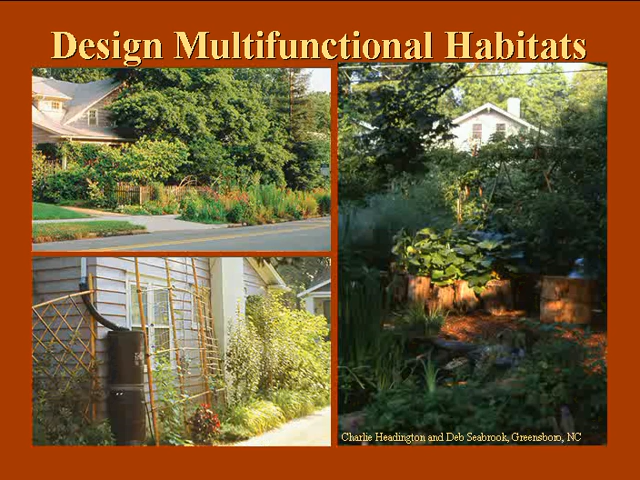 Design Multifunctional Habitats
Charlie Headington and Deb Seabrook, Greensboro, NC